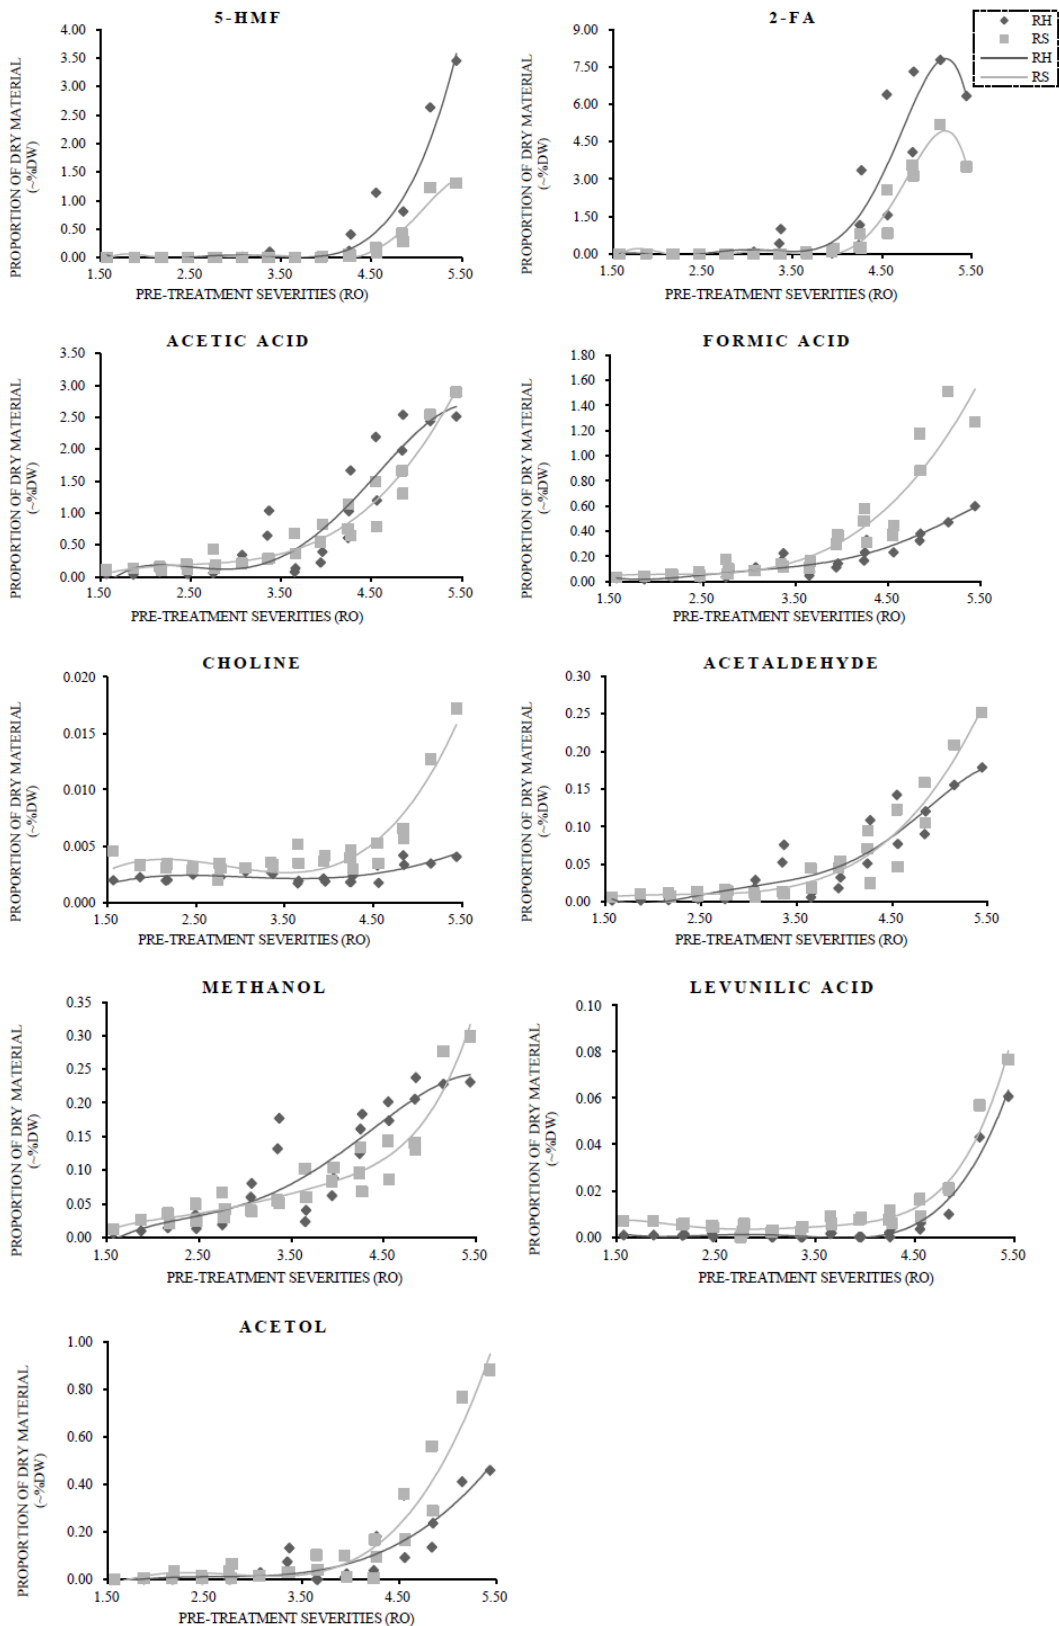 5-HMF
PROPORTION OF DRY MATERIAL
(~%DW)
4.00
3.50
3.00
2.50
2.00
1.50
1.00
0.50
0.00
1.50 2.50 3.50 4.50 5.50
PRE-TREATMENT SEVERITIES (RO)
2-FA
PROPORTION OF DRY MATERIAL
(~%DW)
9.00
7.50
6.00
4.50
3.00
1.50
0.00
1.50 2.50 3.50 4.50 5.50
PRE-TREATMENT SEVERITIES (RO)
RH
RS
RH
RS
ACETIC ACID
PROPORTION OF DRY MATERIAL
(~%DW)
3.50
3.00
2.50
2.00
1.50
1.00
0.50
0.00
1.50 2.50 3.50 4.50 5.50
PRE-TREATMENT SEVERITIES (RO)
FORMIC ACID
PROPORTION OF DRY MATERIAL
(~%DW)
1.80
1.60
1.40
1.20
1.00
0.80
0.60
0.40
0.20
0.00
1.50 2.50 3.50 4.50 5.50
PRE-TREATMENT SEVERITIES (RO)
CHOLINE
PROPORTION OF DRY MATERIAL
(~%DW)
0.020
0.015
0.010
0.005
0.000
1.50 2.50 3.50 4.50 5.50
PRE-TREATMENT SEVERITIES (RO)
ACETALDEHYDE
PROPORTION OF DRY MATERIAL
(~%DW)
0.30
0.25
0.20
0.15
0.10
0.05
0.00
1.50 2.50 3.50 4.50 5.50
PRE-TREATMENT SEVERITIES (RO)
METHANOL
PROPORTION OF DRY MATERIAL
(~%DW)
0.35
0.30
0.25
0.20
0.15
0.10
0.05
0.00
1.50 2.50 3.50 4.50 5.50
PRE-TREATMENT SEVERITIES (RO)
LEVUNILIC ACID
PROPORTION OF DRY MATERIAL
(~%DW)
0.10
0.08
0.06
0.04
0.02
0.00
1.50 2.50 3.50 4.50 5.50
PRE-TREATMENT SEVERITIES (RO)
ACETOL
PROPORTION OF DRY MATERIAL
(~%DW)
1.00
0.80
0.60
0.40
0.20
0.00
1.50 2.50 3.50 4.50 5.50
PRE-TREATMENT SEVERITIES (RO)